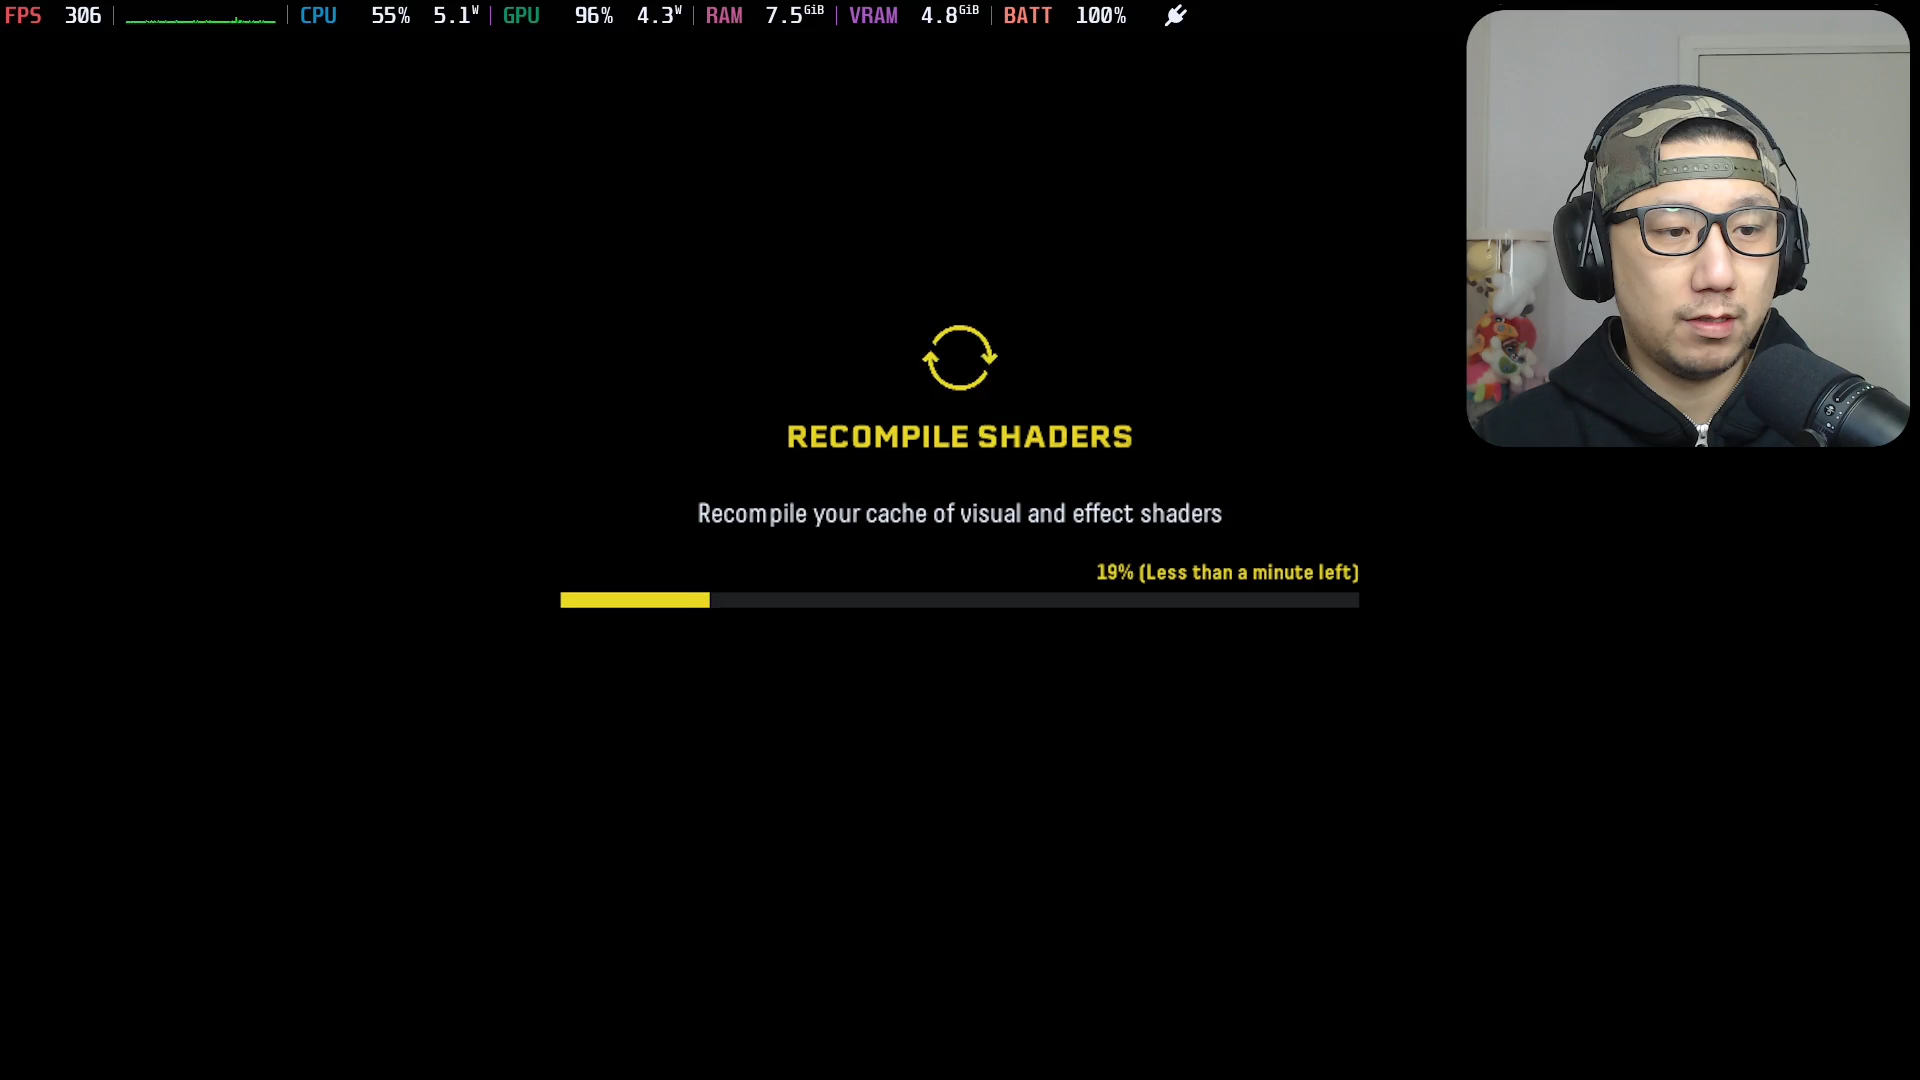 FPS 306 CPU 55% 5.1W GPU 96% 4.3W RAM 7.5GiB VRAM 4.8GiB BATT 100%
RECOMPILE SHADERS
Recompile your cache of visual and effect shaders
19% (Less than a minute left)